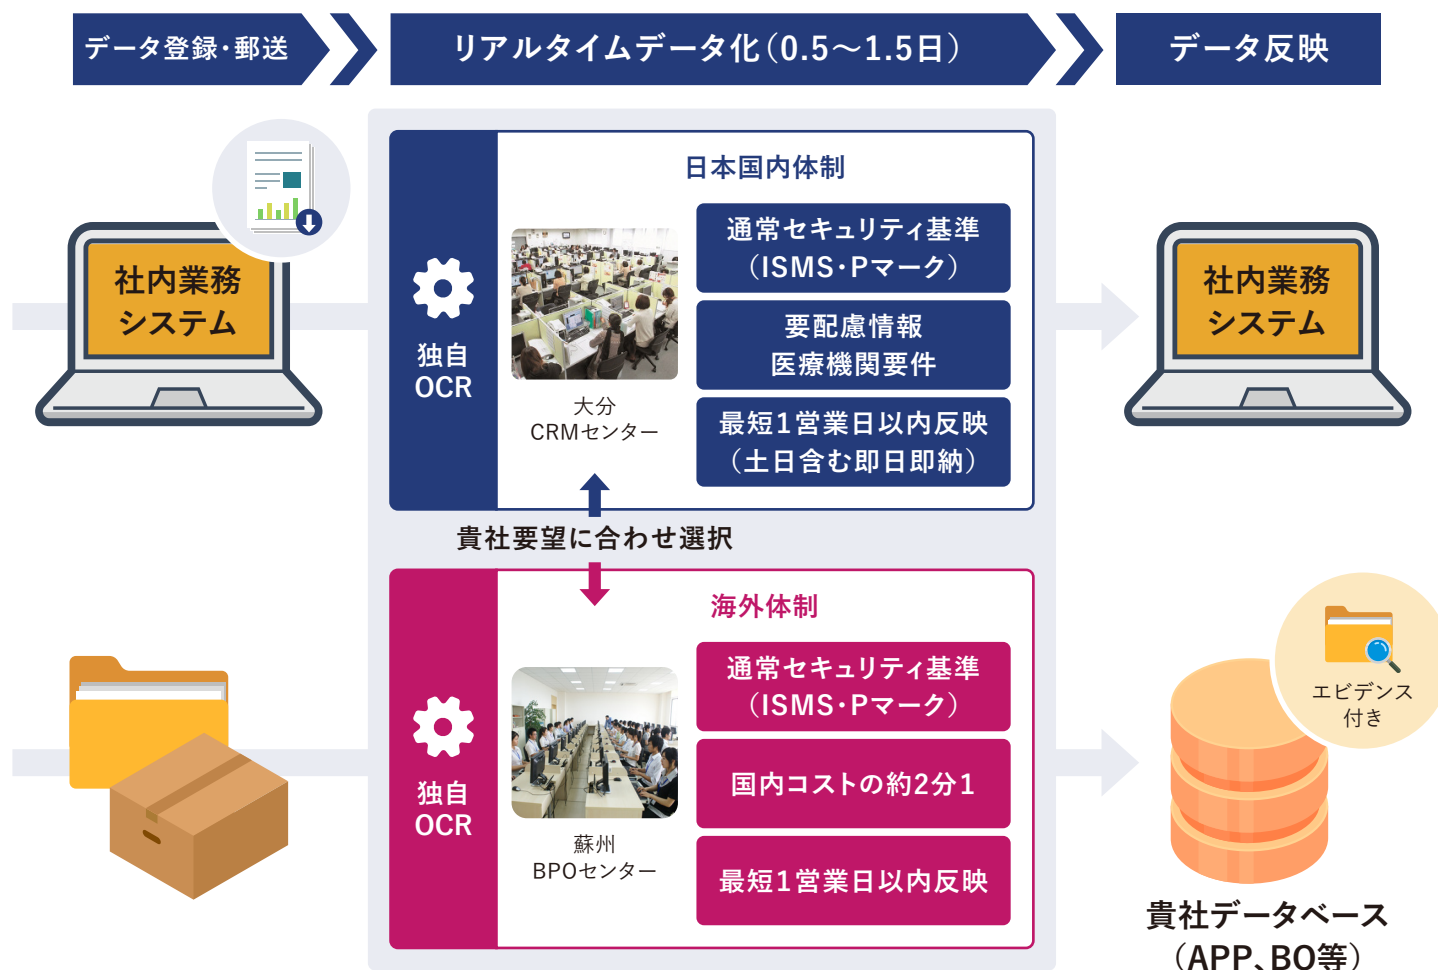 データ登録・郵送
リアルタイムデータ化（0.5〜1.5日）
データ反映
社内業務
システム
独自
OCR
日本国内体制
大分
CRMセンター
通常セキュリティ基準
（ISMS・Pマーク）
要配慮情報
医療機関要件
最短1営業日以内反映
（土日含む即日即納）
社内業務
システム
貴社要望に合わせ選択
独自
OCR
海外体制
蘇州
BPOセンター
通常セキュリティ基準
（ISMS・Pマーク）
国内コストの約2分1
最短1営業日以内反映
エビデンス
付き
貴社データベース
（APP、BO等）